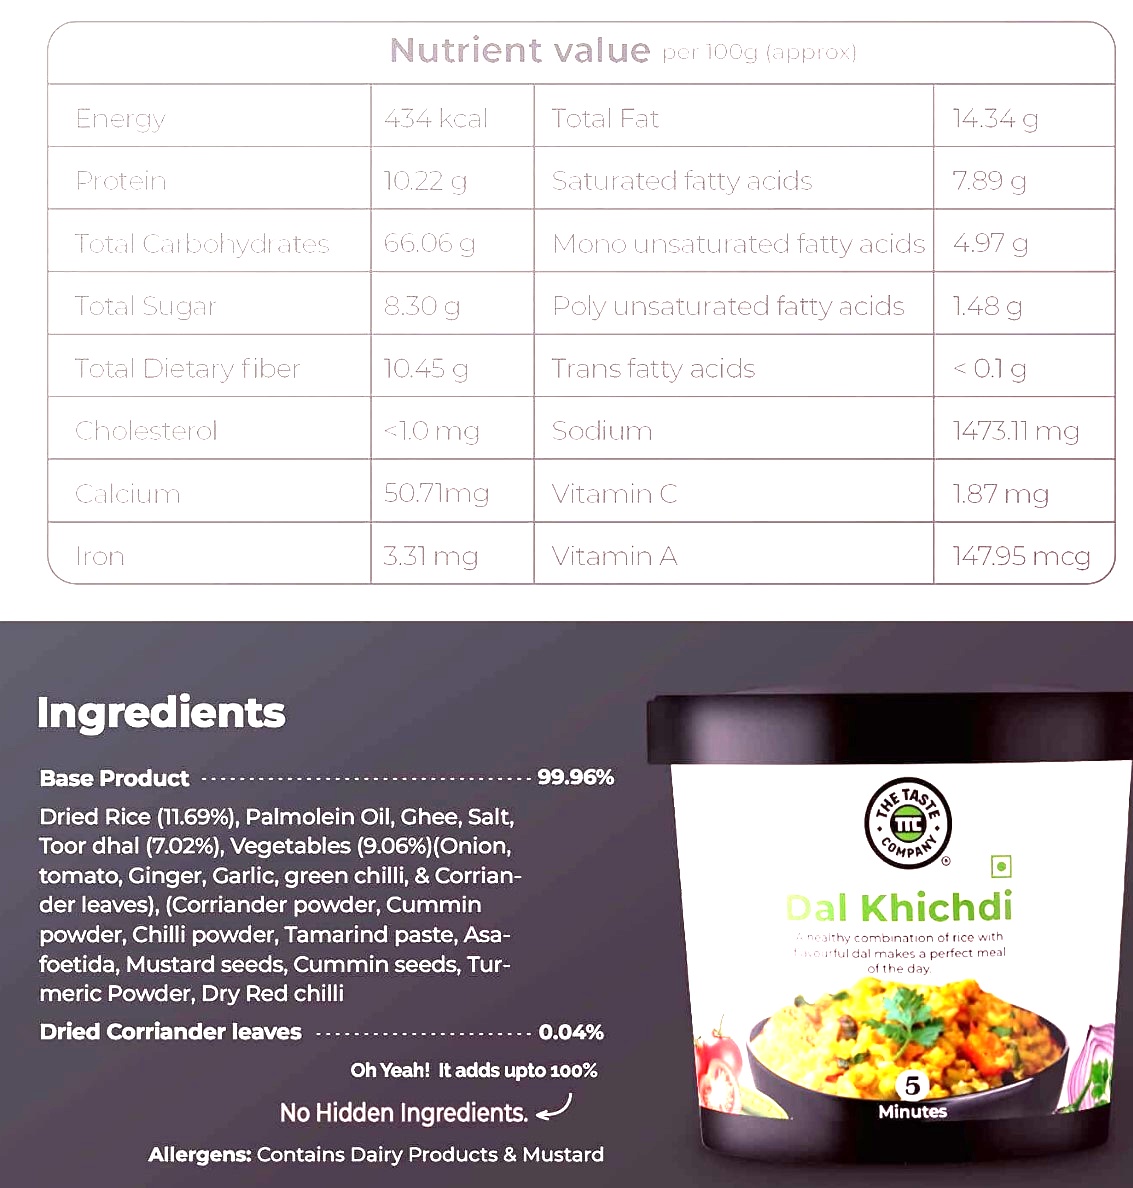 Nutrient value per 100g (approx)
Energy 434 kcal Total Fat 14.34 g
Protein 10.22 g Saturated fatty acids 7.89 g
Total Carbohydrates 66.06 g Mono unsaturated fatty acids 4.97 g
Total Sugar 8.30 g Poly unsaturated fatty acids 1.48 g
Total Dietary fiber 10.45 g Trans fatty acids < 0.1 g
Cholesterol <1.0 mg Sodium 1473.11 mg
Calcium 50.71mg Vitamin C 1.87 mg
Iron 3.31 mg Vitamin A 147.95 mcg
Ingredients
Base Product 99.96%
Dried Rice (11.69%), Palmolein Oil, Ghee, Salt,
Toor dhal (7.02%), Vegetables (9.06%)(Onion,
tomato, Ginger, Garlic, green chilli, & Corrian-
der leaves), (Corriander powder, Cummin
powder, Chilli powder, Tamarind paste, Asa-
foetida, Mustard seeds, Cummin seeds, Tur-
meric Powder, Dry Red chilli
Dried Corriander leaves 0.04%
Oh Yeah! It adds upto 100%
No Hidden Ingredients.
Allergens: Contains Dairy Products & Mustard
THE TASTE
TTC
COMPANY
®
Dal Khichdi
A healthy combination of rice with
flavourful dal makes a perfect meal
of the day.
5
Minutes